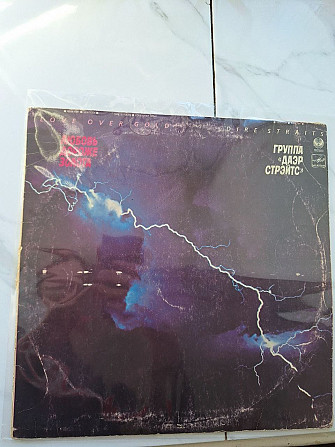 LOVE OVER GOLD DIRE STRAITS
ЛЮБОВЬ
ДОРОЖЕ
ЗОЛОТА
ГРУППА
«ДАЭР
СТРЭЙТС»